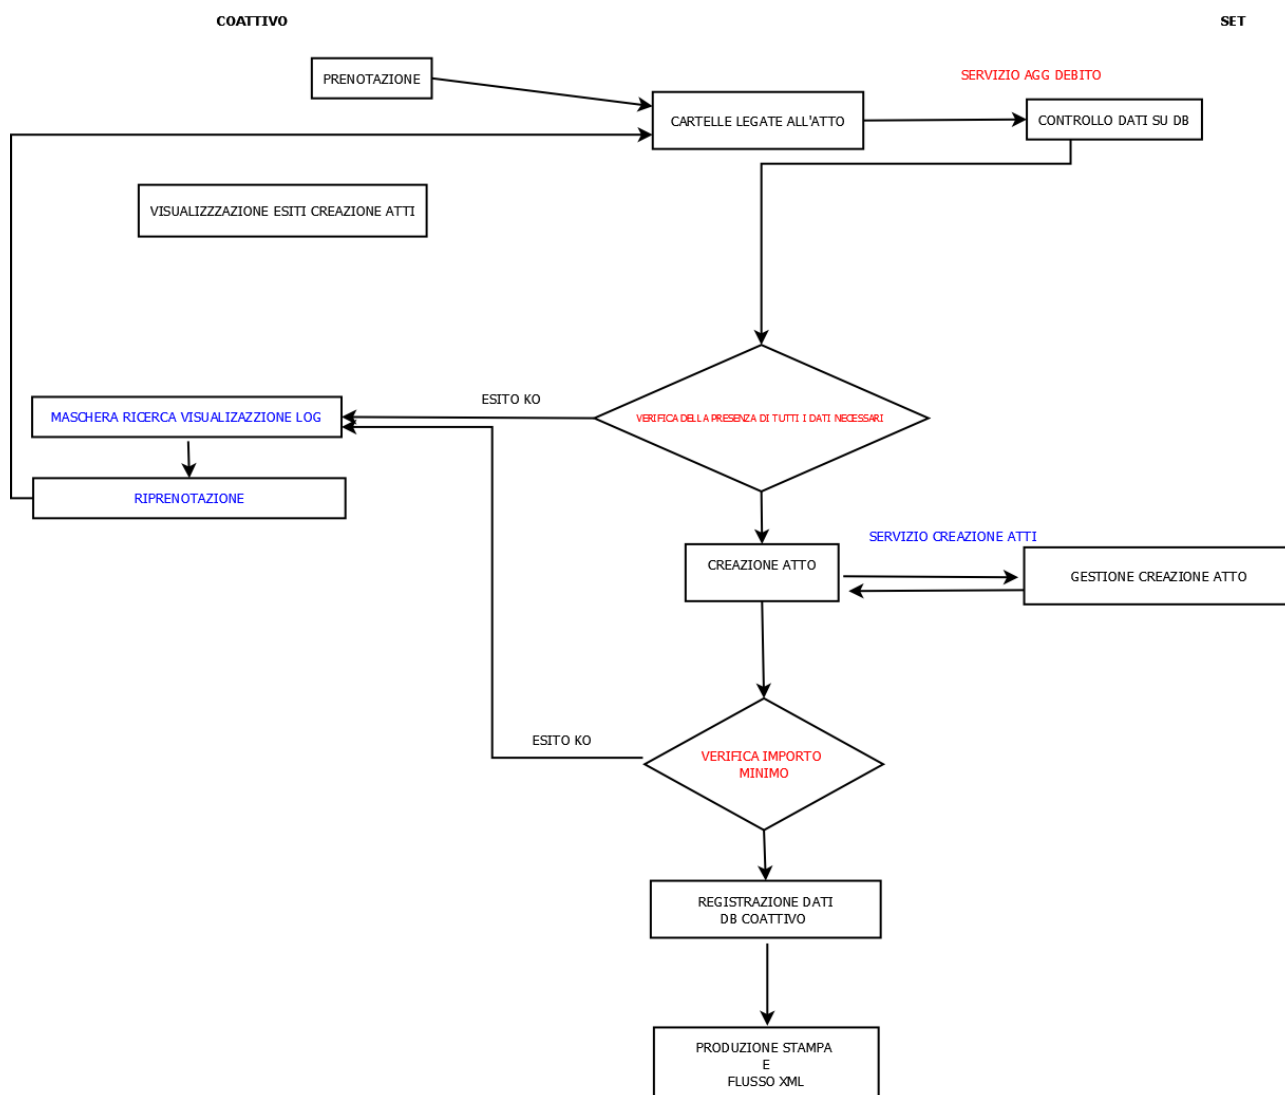 COATTIVO
SET
PRENOTAZIONE
SERVIZIO AGG DEBITO
CARTELLE LEGATE ALL'ATTO
CONTROLLO DATI SU DB
VISUALIZZZAZIONE ESITI CREAZIONE ATTI
ESITO KO
MASCHERA RICERCA VISUALIZAZZIONE LOG
VERIFICA DELLA PRESENZA DI TUTTI I DATI NECESSARI
RIPRENOTAZIONE
SERVIZIO CREAZIONE ATTI
CREAZIONE ATTO
GESTIONE CREAZIONE ATTO
ESITO KO
VERIFICA IMPORTO
MINIMO
REGISTRAZIONE DATI
DB COATTIVO
PRODUZIONE STAMPA
E
FLUSSO XML